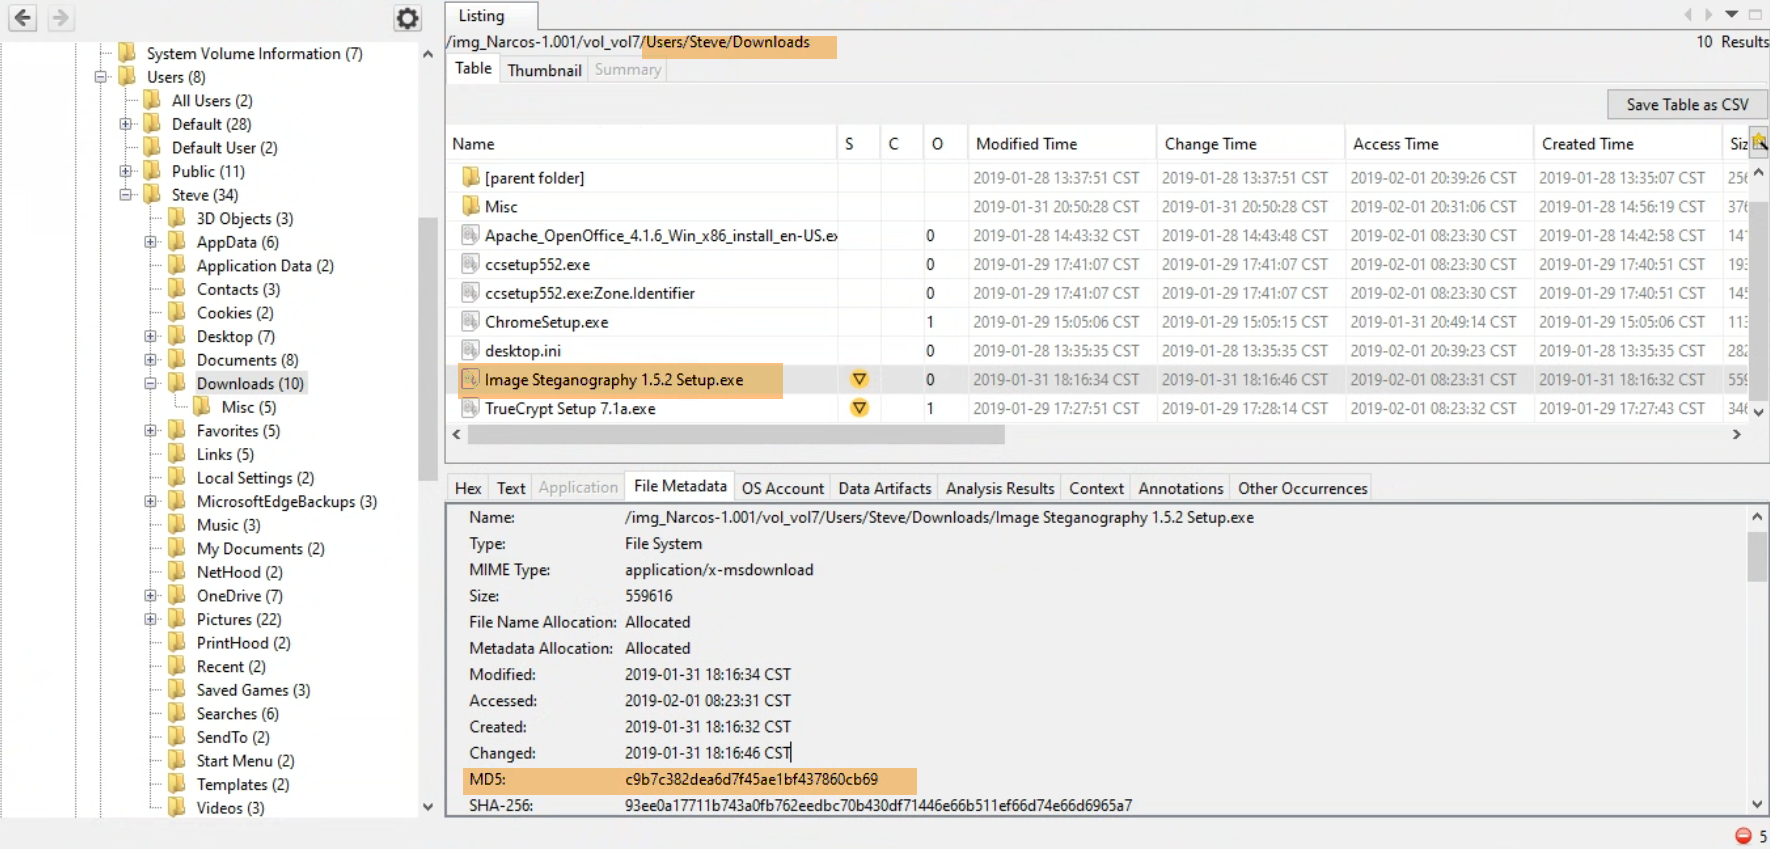 System Volume Information (7)
Users (8)
All Users (2)
Default (28)
Default User (2)
Public (11)
Steve (34)
3D Objects (3)
AppData (6)
Application Data (2)
Contacts (3)
Cookies (2)
Desktop (7)
Documents (8)
Downloads (10)
Misc (5)
Favorites (5)
Links (5)
Local Settings (2)
MicrosoftEdgeBackups (3)
Music (3)
My Documents (2)
NetHood (2)
OneDrive (7)
Pictures (22)
PrintHood (2)
Recent (2)
Saved Games (3)
Searches (6)
SendTo (2)
Start Menu (2)
Templates (2)
Videos (3)
Listing
/img_Narcos-1.001/vol_vol7/Users/Steve/Downloads 10 Results
Table Thumbnail Summary
Save Table as CSV
Name S C O Modified Time Change Time Access Time Created Time Siz
[parent folder] 2019-01-28 13:37:51 CST 2019-01-28 13:37:51 CST 2019-02-01 20:39:26 CST 2019-01-28 13:35:07 CST 256
Misc 2019-01-31 20:50:28 CST 2019-01-31 20:50:28 CST 2019-02-01 20:31:06 CST 2019-01-28 14:56:19 CST 376
Apache_OpenOffice_4.1.6_Win_x86_install_en-US.ex 0 2019-01-28 14:43:32 CST 2019-01-28 14:43:48 CST 2019-02-01 08:23:30 CST 2019-01-28 14:42:58 CST 141
ccsetup552.exe 0 2019-01-29 17:41:07 CST 2019-01-29 17:41:07 CST 2019-02-01 08:23:30 CST 2019-01-29 17:40:51 CST 193
ccsetup552.exe:Zone.Identifier 0 2019-01-29 17:41:07 CST 2019-01-29 17:41:07 CST 2019-02-01 08:23:30 CST 2019-01-29 17:40:51 CST 145
ChromeSetup.exe 1 2019-01-29 15:05:06 CST 2019-01-29 15:05:15 CST 2019-01-31 20:49:14 CST 2019-01-29 15:05:06 CST 113
desktop.ini 0 2019-01-28 13:35:35 CST 2019-01-28 13:35:35 CST 2019-02-01 20:39:23 CST 2019-01-28 13:35:35 CST 282
Image Steganography 1.5.2 Setup.exe 0 2019-01-31 18:16:34 CST 2019-01-31 18:16:46 CST 2019-02-01 08:23:31 CST 2019-01-31 18:16:32 CST 559
TrueCrypt Setup 7.1a.exe 1 2019-01-29 17:27:51 CST 2019-01-29 17:28:14 CST 2019-02-01 08:23:32 CST 2019-01-29 17:27:43 CST 346
Hex Text Application File Metadata OS Account Data Artifacts Analysis Results Context Annotations Other Occurrences
Name: /img_Narcos-1.001/vol_vol7/Users/Steve/Downloads/Image Steganography 1.5.2 Setup.exe
Type: File System
MIME Type: application/x-msdownload
Size: 559616
File Name Allocation: Allocated
Metadata Allocation: Allocated
Modified: 2019-01-31 18:16:34 CST
Accessed: 2019-02-01 08:23:31 CST
Created: 2019-01-31 18:16:32 CST
Changed: 2019-01-31 18:16:46 CST
MD5: c9b7c382dea6d7f45ae1bf437860cb69
SHA-256: 93ee0a17711b743a0fb762eedbc70b430df71446e66b511ef66d74e66d6965a7
5